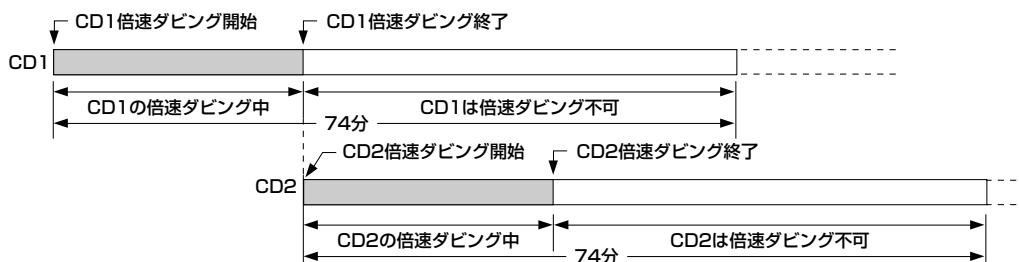 CD1倍速ダビング開始 CD1倍速ダビング終了
CD1
CD1の倍速ダビング中 CD1は倍速ダビング不可
74分
CD2倍速ダビング開始 CD2倍速ダビング終了
CD2
CD2の倍速ダビング中 CD2は倍速ダビング不可
74分